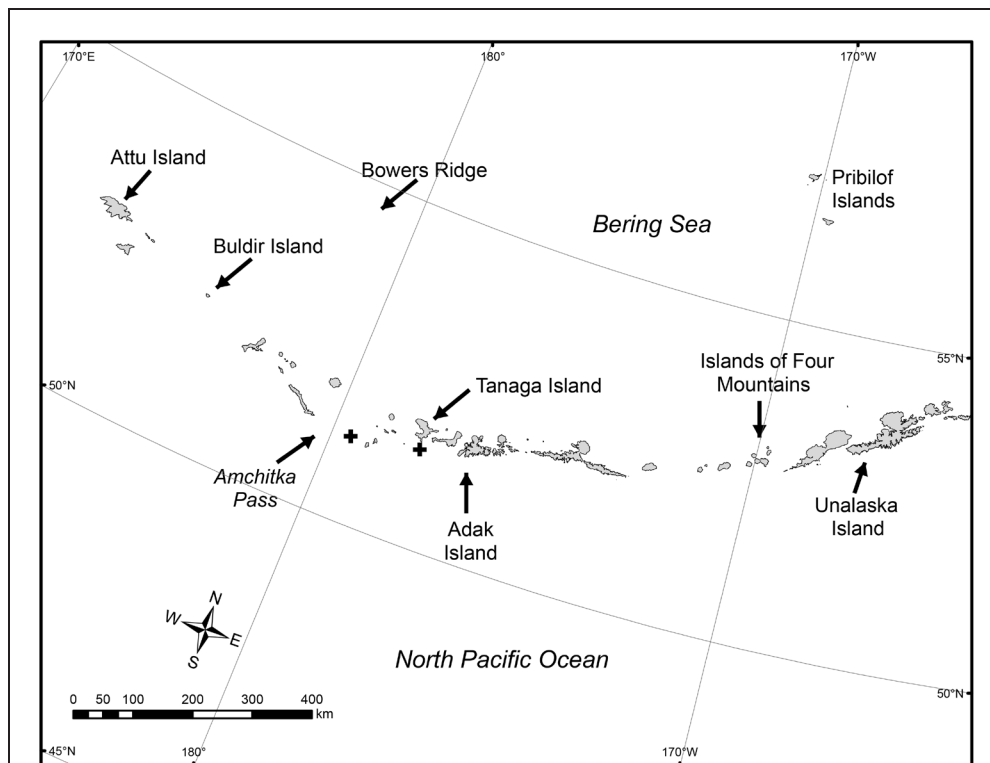 170°E
180°
170°W
Attu Island
Bowers Ridge
Pribilof
Islands
Bering Sea
Buldir Island
55°N
Islands of Four
Mountains
50°N
Tanaga Island
Amchitka
Pass
Unalaska
Island
Adak
Island
N
W
E
S
North Pacific Ocean
50°N
0 50 100 200 300 400
km
45°N
180°
170°W